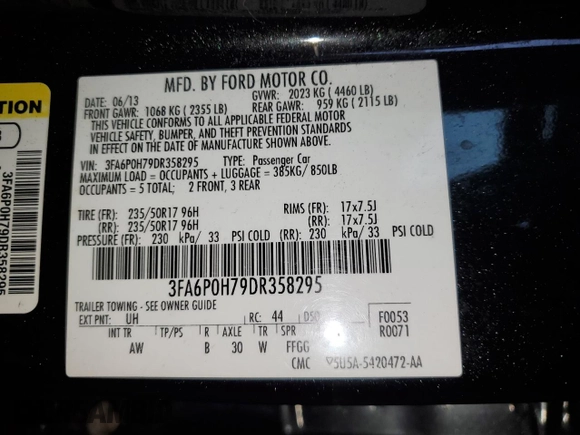 MFD. BY FORD MOTOR CO.
DATE: 06/13 GVWR: 2023 KG ( 4460 LB)
FRONT GAWR: 1068 KG ( 2355 LB) REAR GAWR: 959 KG ( 2115 LB)
THIS VEHICLE CONFORMS TO ALL APPLICABLE FEDERAL MOTOR
VEHICLE SAFETY, BUMPER, AND THEFT PREVENTION STANDARDS
IN EFFECT ON THE DATE OF MANUFACTURE SHOWN ABOVE.
VIN: 3FA6P0H79DR358295 TYPE: Passenger Car
MAXIMUM LOAD = OCCUPANTS + LUGGAGE = 385KG/ 850LB
OCCUPANTS = 5 TOTAL; 2 FRONT, 3 REAR
TIRE (FR): 235/50R17 96H RIMS (FR): 17x7.5J
(RR): 235/50R17 96H (RR): 17x7.5J
PRESSURE (FR): 230 kPa/ 33 PSI COLD (RR): 230 kPa/ 33 PSI COLD
3FA6P0H79DR358295
TRAILER TOWING - SEE OWNER GUIDE
EXT PNT: UH RC: 44 DSO F0053
INT TR TP/PS R AXLE TR SPR R0071
AW B 30 W FFGG
CMC 5U5A-5420472-AA
3FA6P0H79DR358295